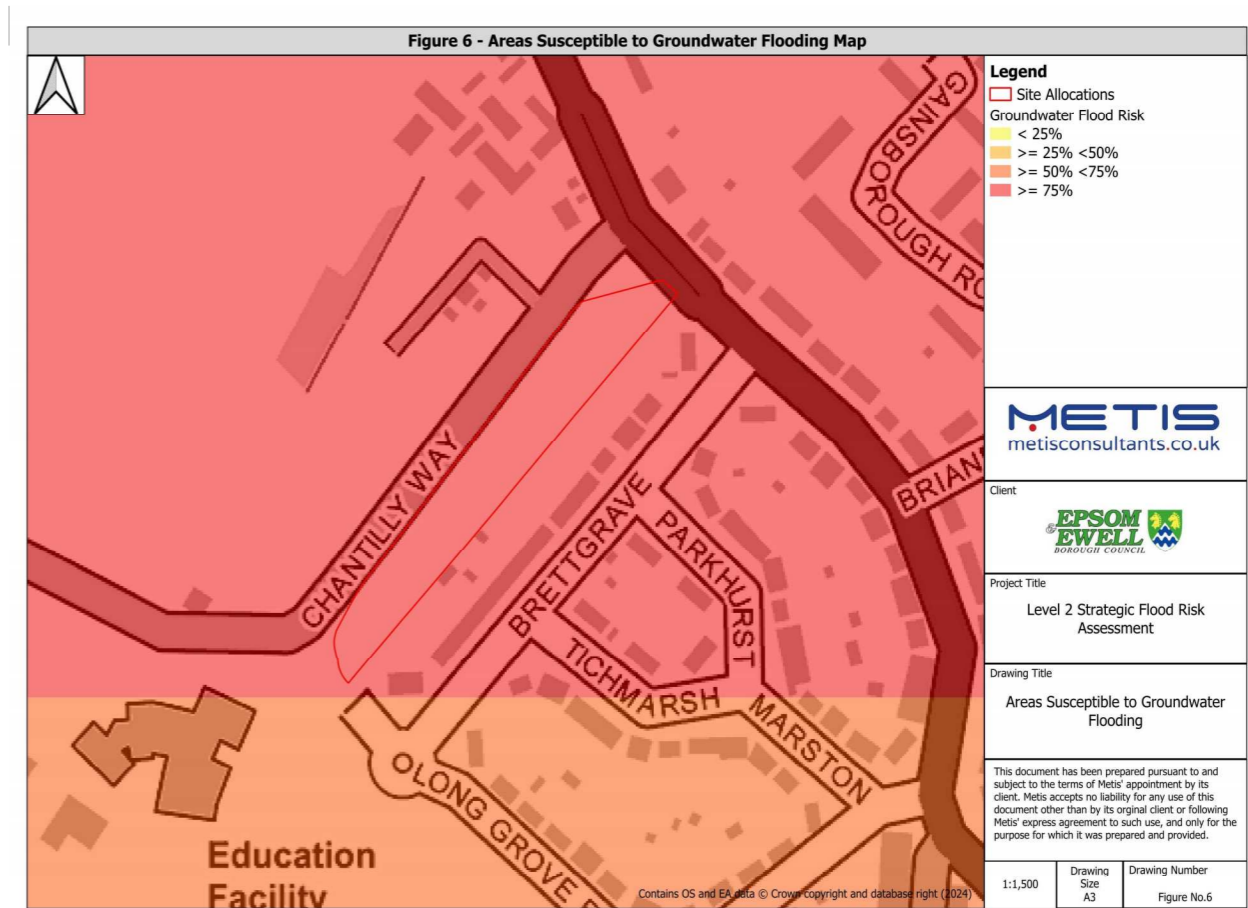 Figure 6 - Areas Susceptible to Groundwater Flooding Map
Legend
Site Allocations
Groundwater Flood Risk
< 25%
>= 25% <50%
>= 50% <75%
>= 75%
GAINSBOROUGH RO
CHANTILLY WAY
BRETTGRAVE
PARKHURST
BRIAN
TICHMARSH
MARSTON
OLONG GROVE
Education
Facility
Contains OS and EA data © Crown copyright and database right (2024)
METIS
metisconsultants.co.uk
Client
EPSOM
& EWELL
BOROUGH COUNCIL
Project Title
Level 2 Strategic Flood Risk
Assessment
Drawing Title
Areas Susceptible to Groundwater
Flooding
This document has been prepared pursuant to and
subject to the terms of Metis' appointment by its
client. Metis accepts no liability for any use of this
document other than by its orginal client or following
Metis' express agreement to such use, and only for the
purpose for which it was prepared and provided.
1:1,500
Drawing
Size
A3
Drawing Number
Figure No.6